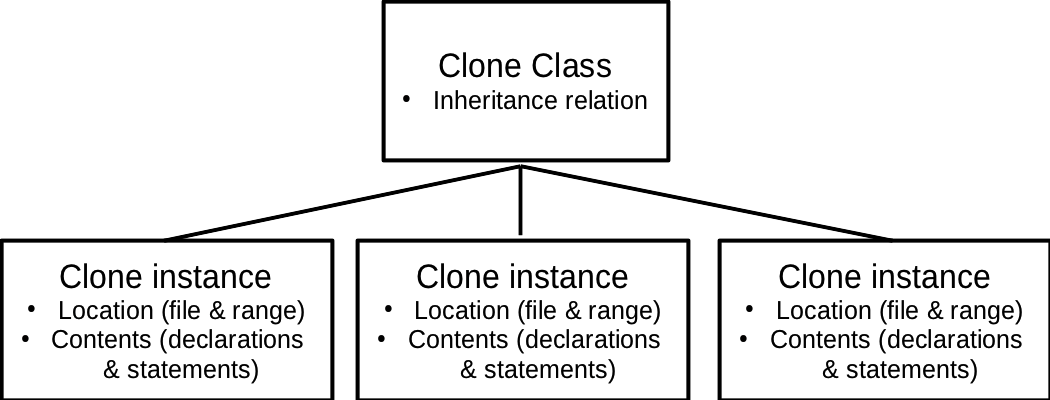 Clone Class
• Inheritance relation
Clone instance
• Location (file & range)
• Contents (declarations
& statements)
Clone instance
• Location (file & range)
• Contents (declarations
& statements)
Clone instance
• Location (file & range)
• Contents (declarations
& statements)